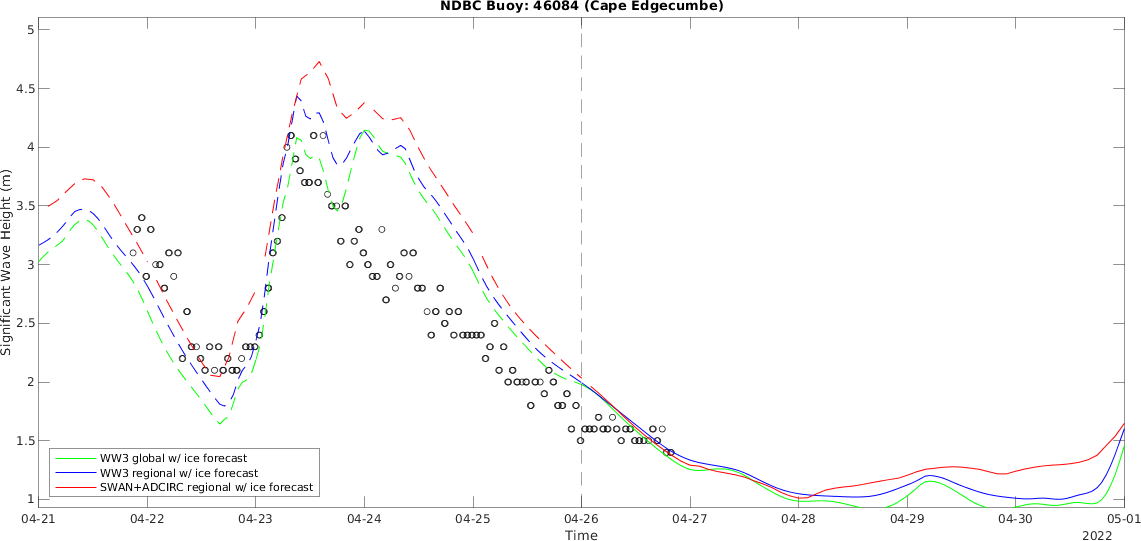 NDBC Buoy: 46084 (Cape Edgecumbe)
5
4.5
4
3.5
3
2.5
2
1.5
1
Significant Wave Height (m)
WW3 global w/ ice forecast
WW3 regional w/ ice forecast
SWAN+ADCIRC regional w/ ice forecast
04-21 04-22 04-23 04-24 04-25 04-26 04-27 04-28 04-29 04-30 05-01
Time
2022